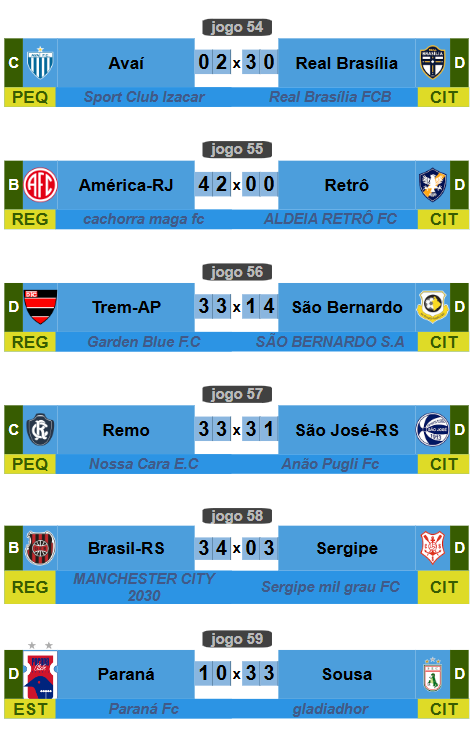 jogo 54
C Avaí 0 2 x 3 0 Real Brasília D
PEQ Sport Club Izacar Real Brasília FCB CIT
jogo 55
B América-RJ 4 2 x 0 0 Retrô D
REG cachorra maga fc ALDEIA RETRÔ FC CIT
jogo 56
D Trem-AP 3 3 x 1 4 São Bernardo D
REG Garden Blue F.C SÃO BERNARDO S.A CIT
jogo 57
C Remo 3 3 x 3 1 São José-RS D
PEQ Nossa Cara E.C Anão Pugli Fc CIT
jogo 58
B Brasil-RS 3 4 x 0 3 Sergipe D
REG MANCHESTER CITY 2030 Sergipe mil grau FC CIT
jogo 59
D Paraná 1 0 x 3 3 Sousa D
EST Paraná Fc gladiadhor CIT